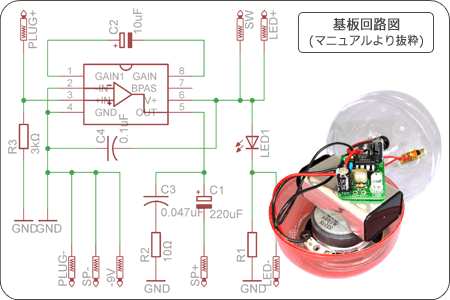 基板回路図
(マニュアルより抜粋)
PLUG+
C2
10uF
SW
LED+
1
2
3
4
GAIN1
IN-
IN+
GND
GAIN
BPAS
V+
OUT
8
7
6
5
R3
3kΩ
C4
0.1uF
LED1
C3
0.047uF
C1
220uF
R2
10Ω
R1
GND
GND
GND
GND
PLUG-
SP-
-9V
SP+
LED-